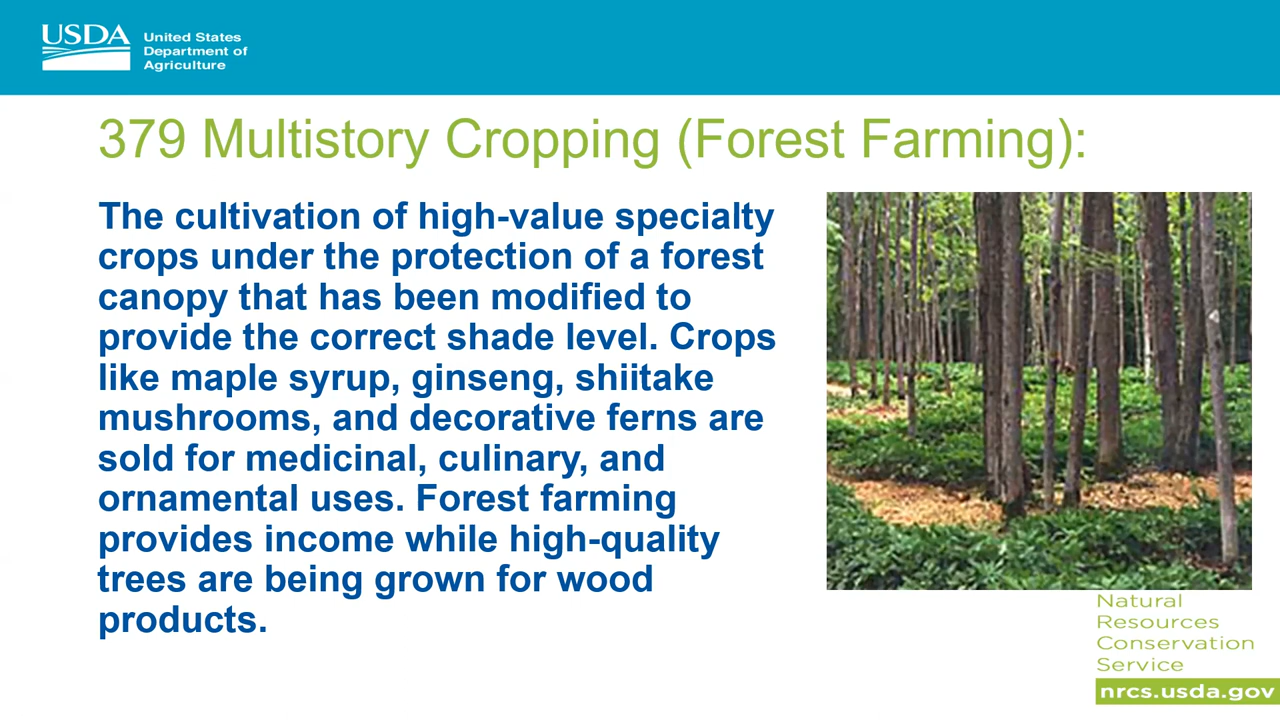 USDA
United States
Department of
Agriculture
379 Multistory Cropping (Forest Farming):
The cultivation of high-value specialty
crops under the protection of a forest
canopy that has been modified to
provide the correct shade level. Crops
like maple syrup, ginseng, shiitake
mushrooms, and decorative ferns are
sold for medicinal, culinary, and
ornamental uses. Forest farming
provides income while high-quality
trees are being grown for wood
products.
Natural
Resources
Conservation
Service
nrcs.usda.gov